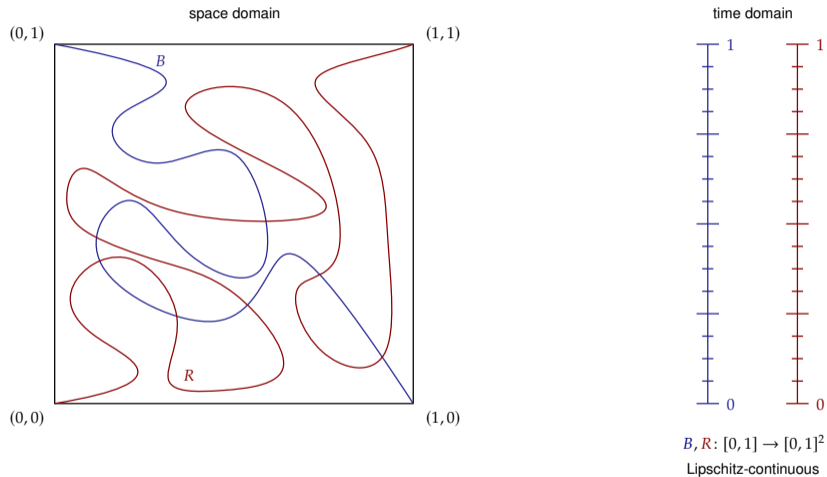 space domain
time domain
(0, 1)
(1, 1)
B
1
1
R
(0, 0)
(1, 0)
0
0
B, R: [0, 1] → [0, 1]²
Lipschitz-continuous